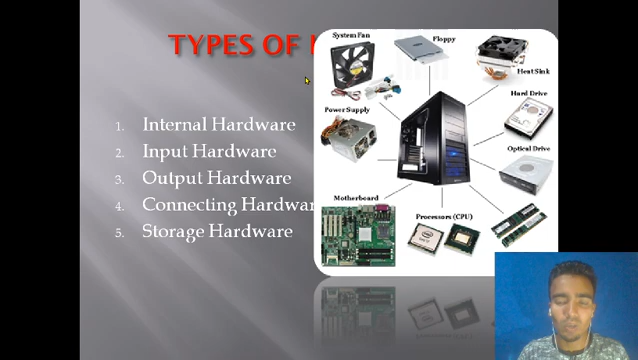 TYPES OF
System Fan
Floppy
Heat Sink
Hard Drive
Power Supply
Optical Drive
Motherboard
Processors (CPU)
1. Internal Hardware
2. Input Hardware
3. Output Hardware
4. Connecting Hardwar
5. Storage Hardware